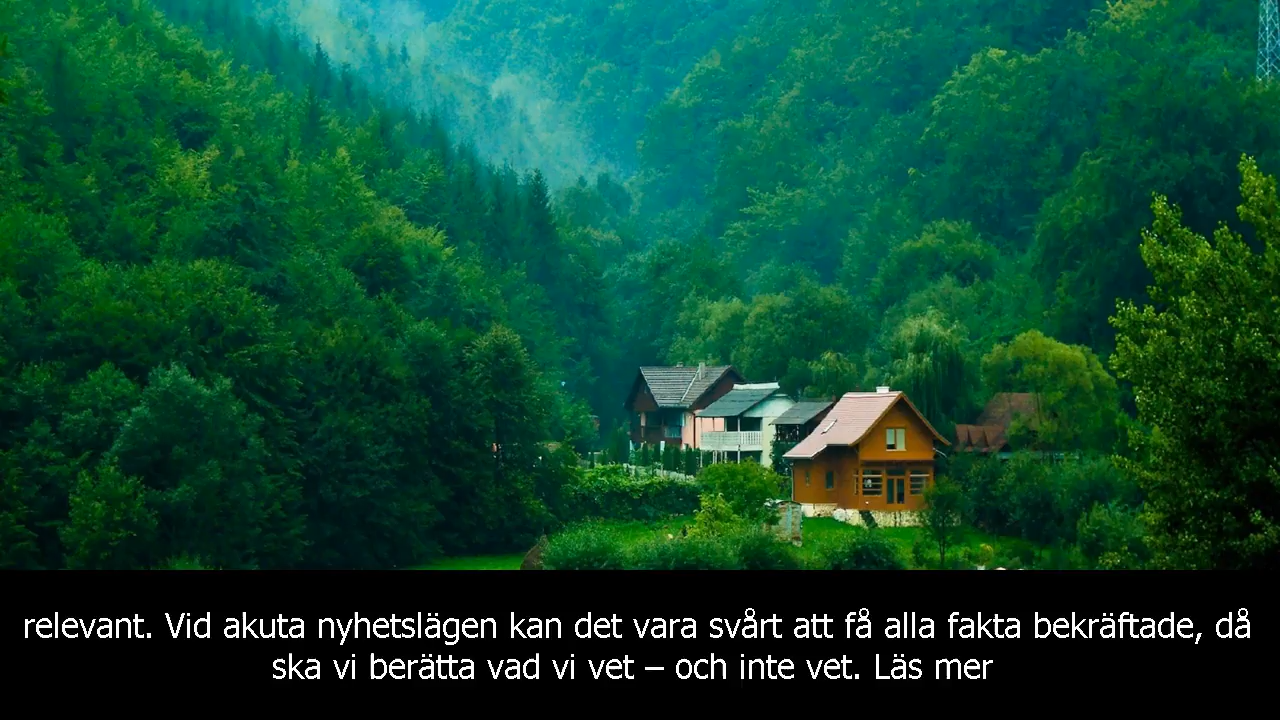 relevant. Vid akuta nyhetslägen kan det vara svårt att få alla fakta bekräftade, då
ska vi berätta vad vi vet – och inte vet. Läs mer